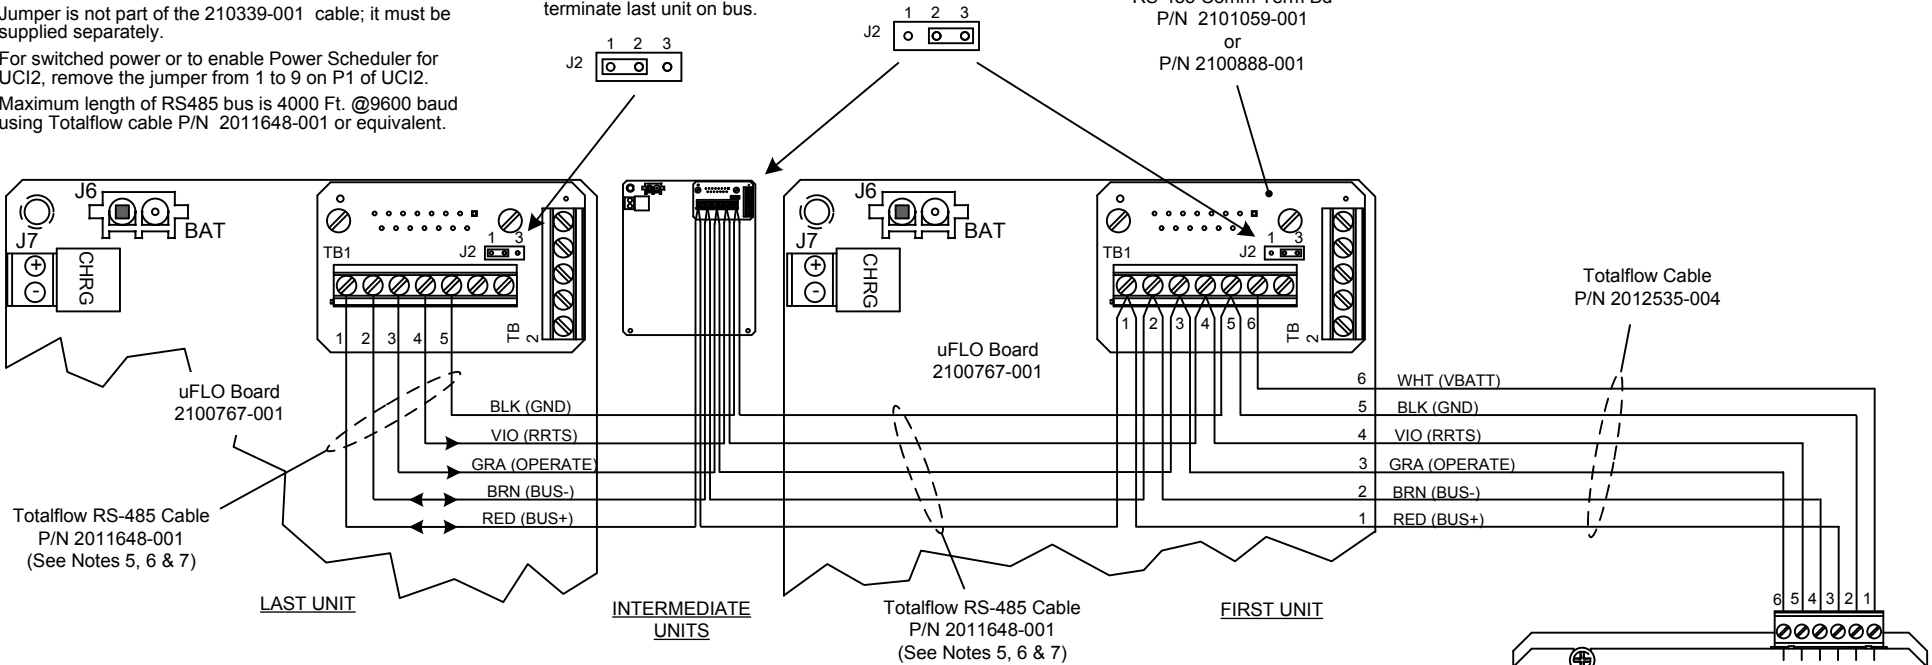 Jumper is not part of the 210339-001 cable; it must be
supplied separately.
For switched power or to enable Power Scheduler for
UCI2, remove the jumper from 1 to 9 on P1 of UCI2.
Maximum length of RS485 bus is 4000 Ft. @9600 baud
using Totalflow cable P/N 2011648-001 or equivalent.
terminate last unit on bus.
1 2 3
J2
1 2 3
J2
RS-485 Comm Term Bd
P/N 2101059-001
or
P/N 2100888-001
J6
BAT
J7
+
-
CHRG
TB1
J2
1 3
1 2 3 4 5
TB 2
J6
BAT
J7
+
-
CHRG
TB1
J2
1 3
1 2 3 4 5 6
TB 2
Totalflow Cable
P/N 2012535-004
uFLO Board
2100767-001
uFLO Board
2100767-001
BLK (GND)
VIO (RRTS)
GRA (OPERATE)
BRN (BUS-)
RED (BUS+)
6 WHT (VBATT)
5 BLK (GND)
4 VIO (RRTS)
3 GRA (OPERATE)
2 BRN (BUS-)
1 RED (BUS+)
Totalflow RS-485 Cable
P/N 2011648-001
(See Notes 5, 6 & 7)
LAST UNIT
INTERMEDIATE
UNITS
Totalflow RS-485 Cable
P/N 2011648-001
(See Notes 5, 6 & 7)
FIRST UNIT
6 5 4 3 2 1